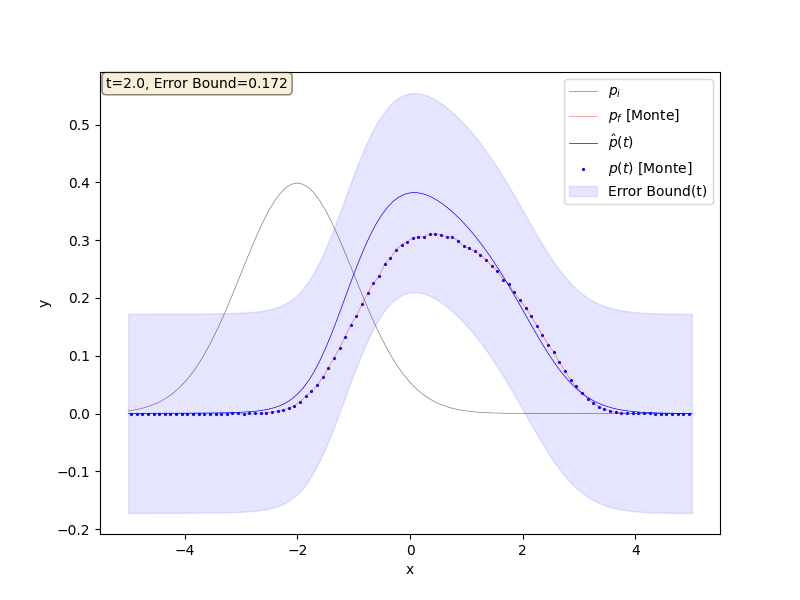 t=2.0, Error Bound=0.172
p_i
p_f [Monte]
p̂(t)
p(t) [Monte]
Error Bound(t)
0.5
0.4
0.3
0.2
0.1
0.0
−0.1
−0.2
y
−4 −2 0 2 4
x